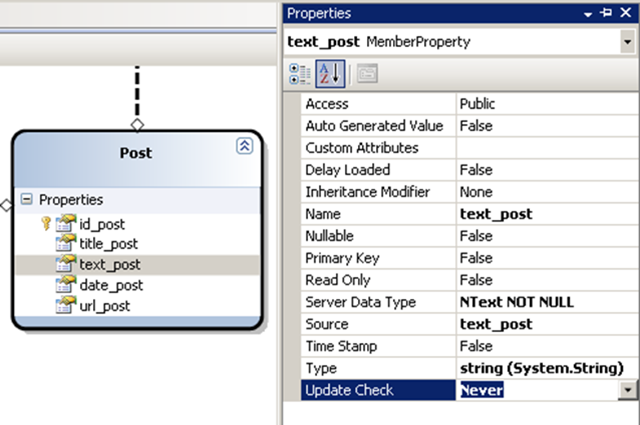 Post
Properties
id_post
title_post
text_post
date_post
url_post
Properties
text_post MemberProperty
Access Public
Auto Generated Value False
Custom Attributes
Delay Loaded False
Inheritance Modifier None
Name text_post
Nullable False
Primary Key False
Read Only False
Server Data Type NText NOT NULL
Source text_post
Time Stamp False
Type string (System.String)
Update Check Never